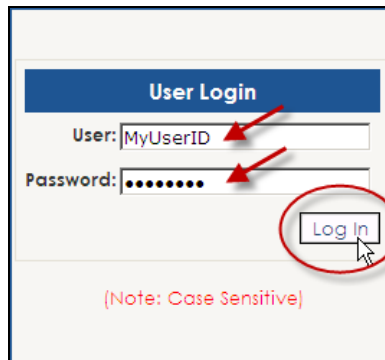 User Login
User: MyUserID
Password: ••••••••
Log In
(Note: Case Sensitive)